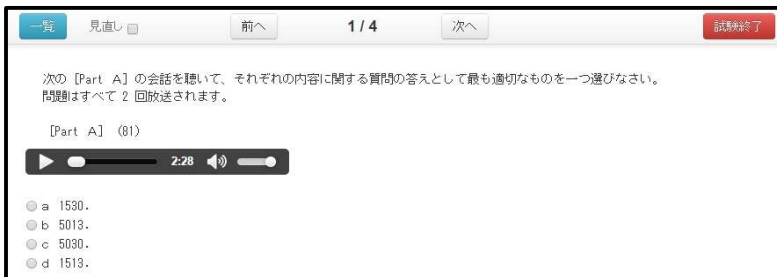 一覧 見直し 前へ 1 / 4 次へ 試験終了
次の [Part A] の会話を聴いて、それぞれの内容に関する質問の答えとして最も適切なものを一つ選びなさい。
問題はすべて 2 回放送されます。
[Part A] (81)
2:28
a 1530.
b 5013.
c 5030.
d 1513.